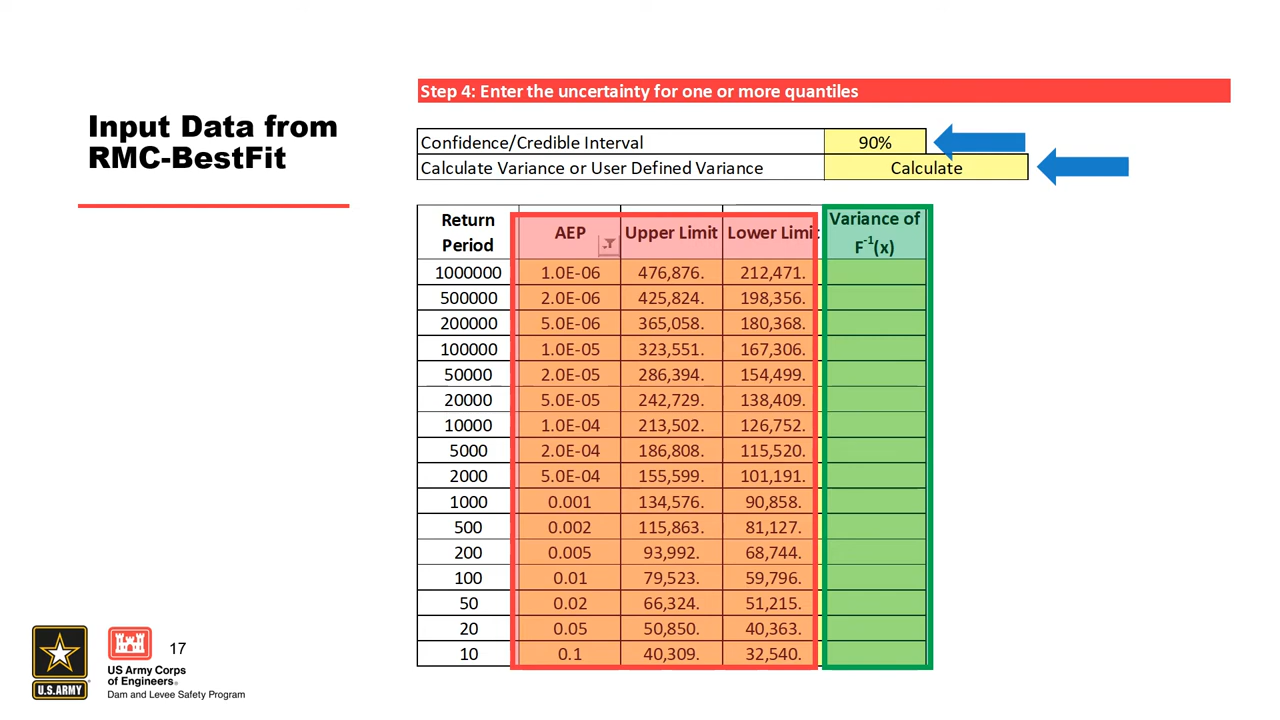 Input Data from
RMC-BestFit
Step 4: Enter the uncertainty for one or more quantiles
Confidence/Credible Interval 90%
Calculate Variance or User Defined Variance Calculate
Return Period AEP Upper Limit Lower Limit Variance of F⁻¹(x)
1000000 1.0E-06 476,876. 212,471.
500000 2.0E-06 425,824. 198,356.
200000 5.0E-06 365,058. 180,368.
100000 1.0E-05 323,551. 167,306.
50000 2.0E-05 286,394. 154,499.
20000 5.0E-05 242,729. 138,409.
10000 1.0E-04 213,502. 126,752.
5000 2.0E-04 186,808. 115,520.
2000 5.0E-04 155,599. 101,191.
1000 0.001 134,576. 90,858.
500 0.002 115,863. 81,127.
200 0.005 93,992. 68,744.
100 0.01 79,523. 59,796.
50 0.02 66,324. 51,215.
20 0.05 50,850. 40,363.
10 0.1 40,309. 32,540.
U.S.ARMY
17
US Army Corps
of Engineers®
Dam and Levee Safety Program